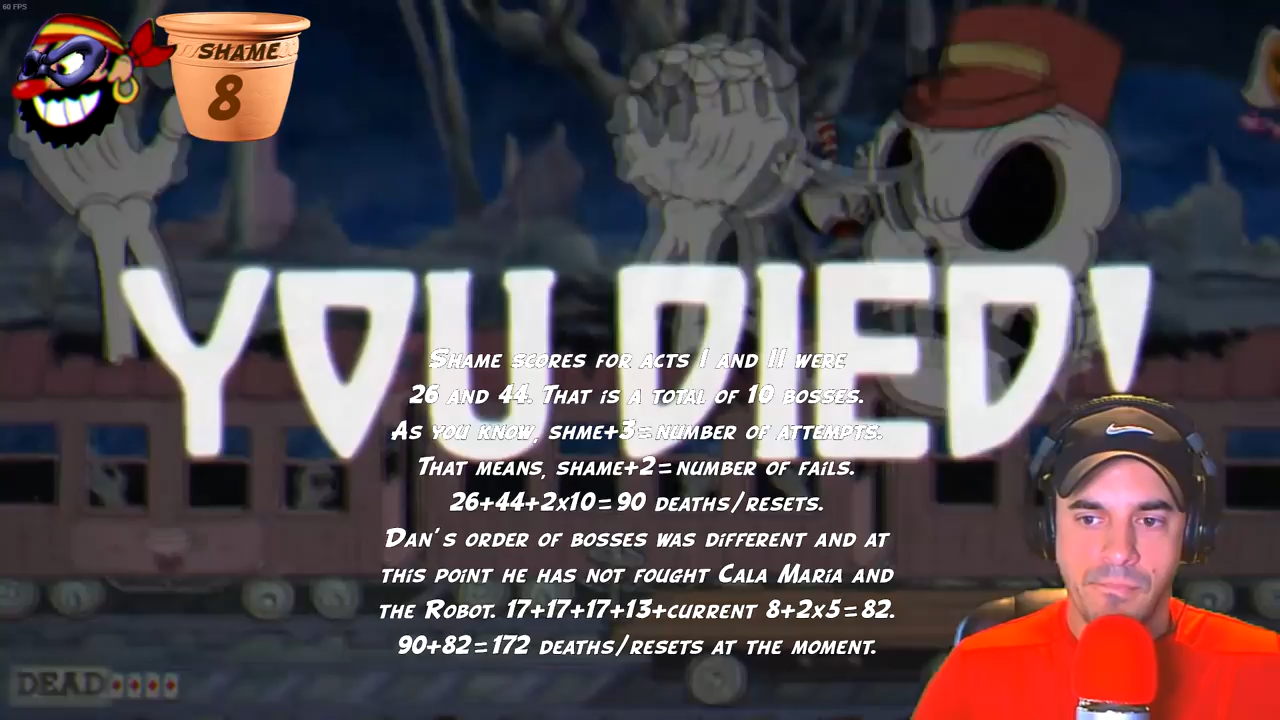 60 FPS
SHAME
8
YOU DIED!
Shame scores for acts I and II were
26 and 44. That is a total of 10 bosses.
As you know, shme+3=number of attempts.
That means, shame+2=number of fails.
26+44+2x10=90 deaths/resets.
Dan's order of bosses was different and at
this point he has not fought Cala Maria and
the Robot. 17+17+17+13+current 8+2x5=82.
90+82=172 deaths/resets at the moment.
DEAD